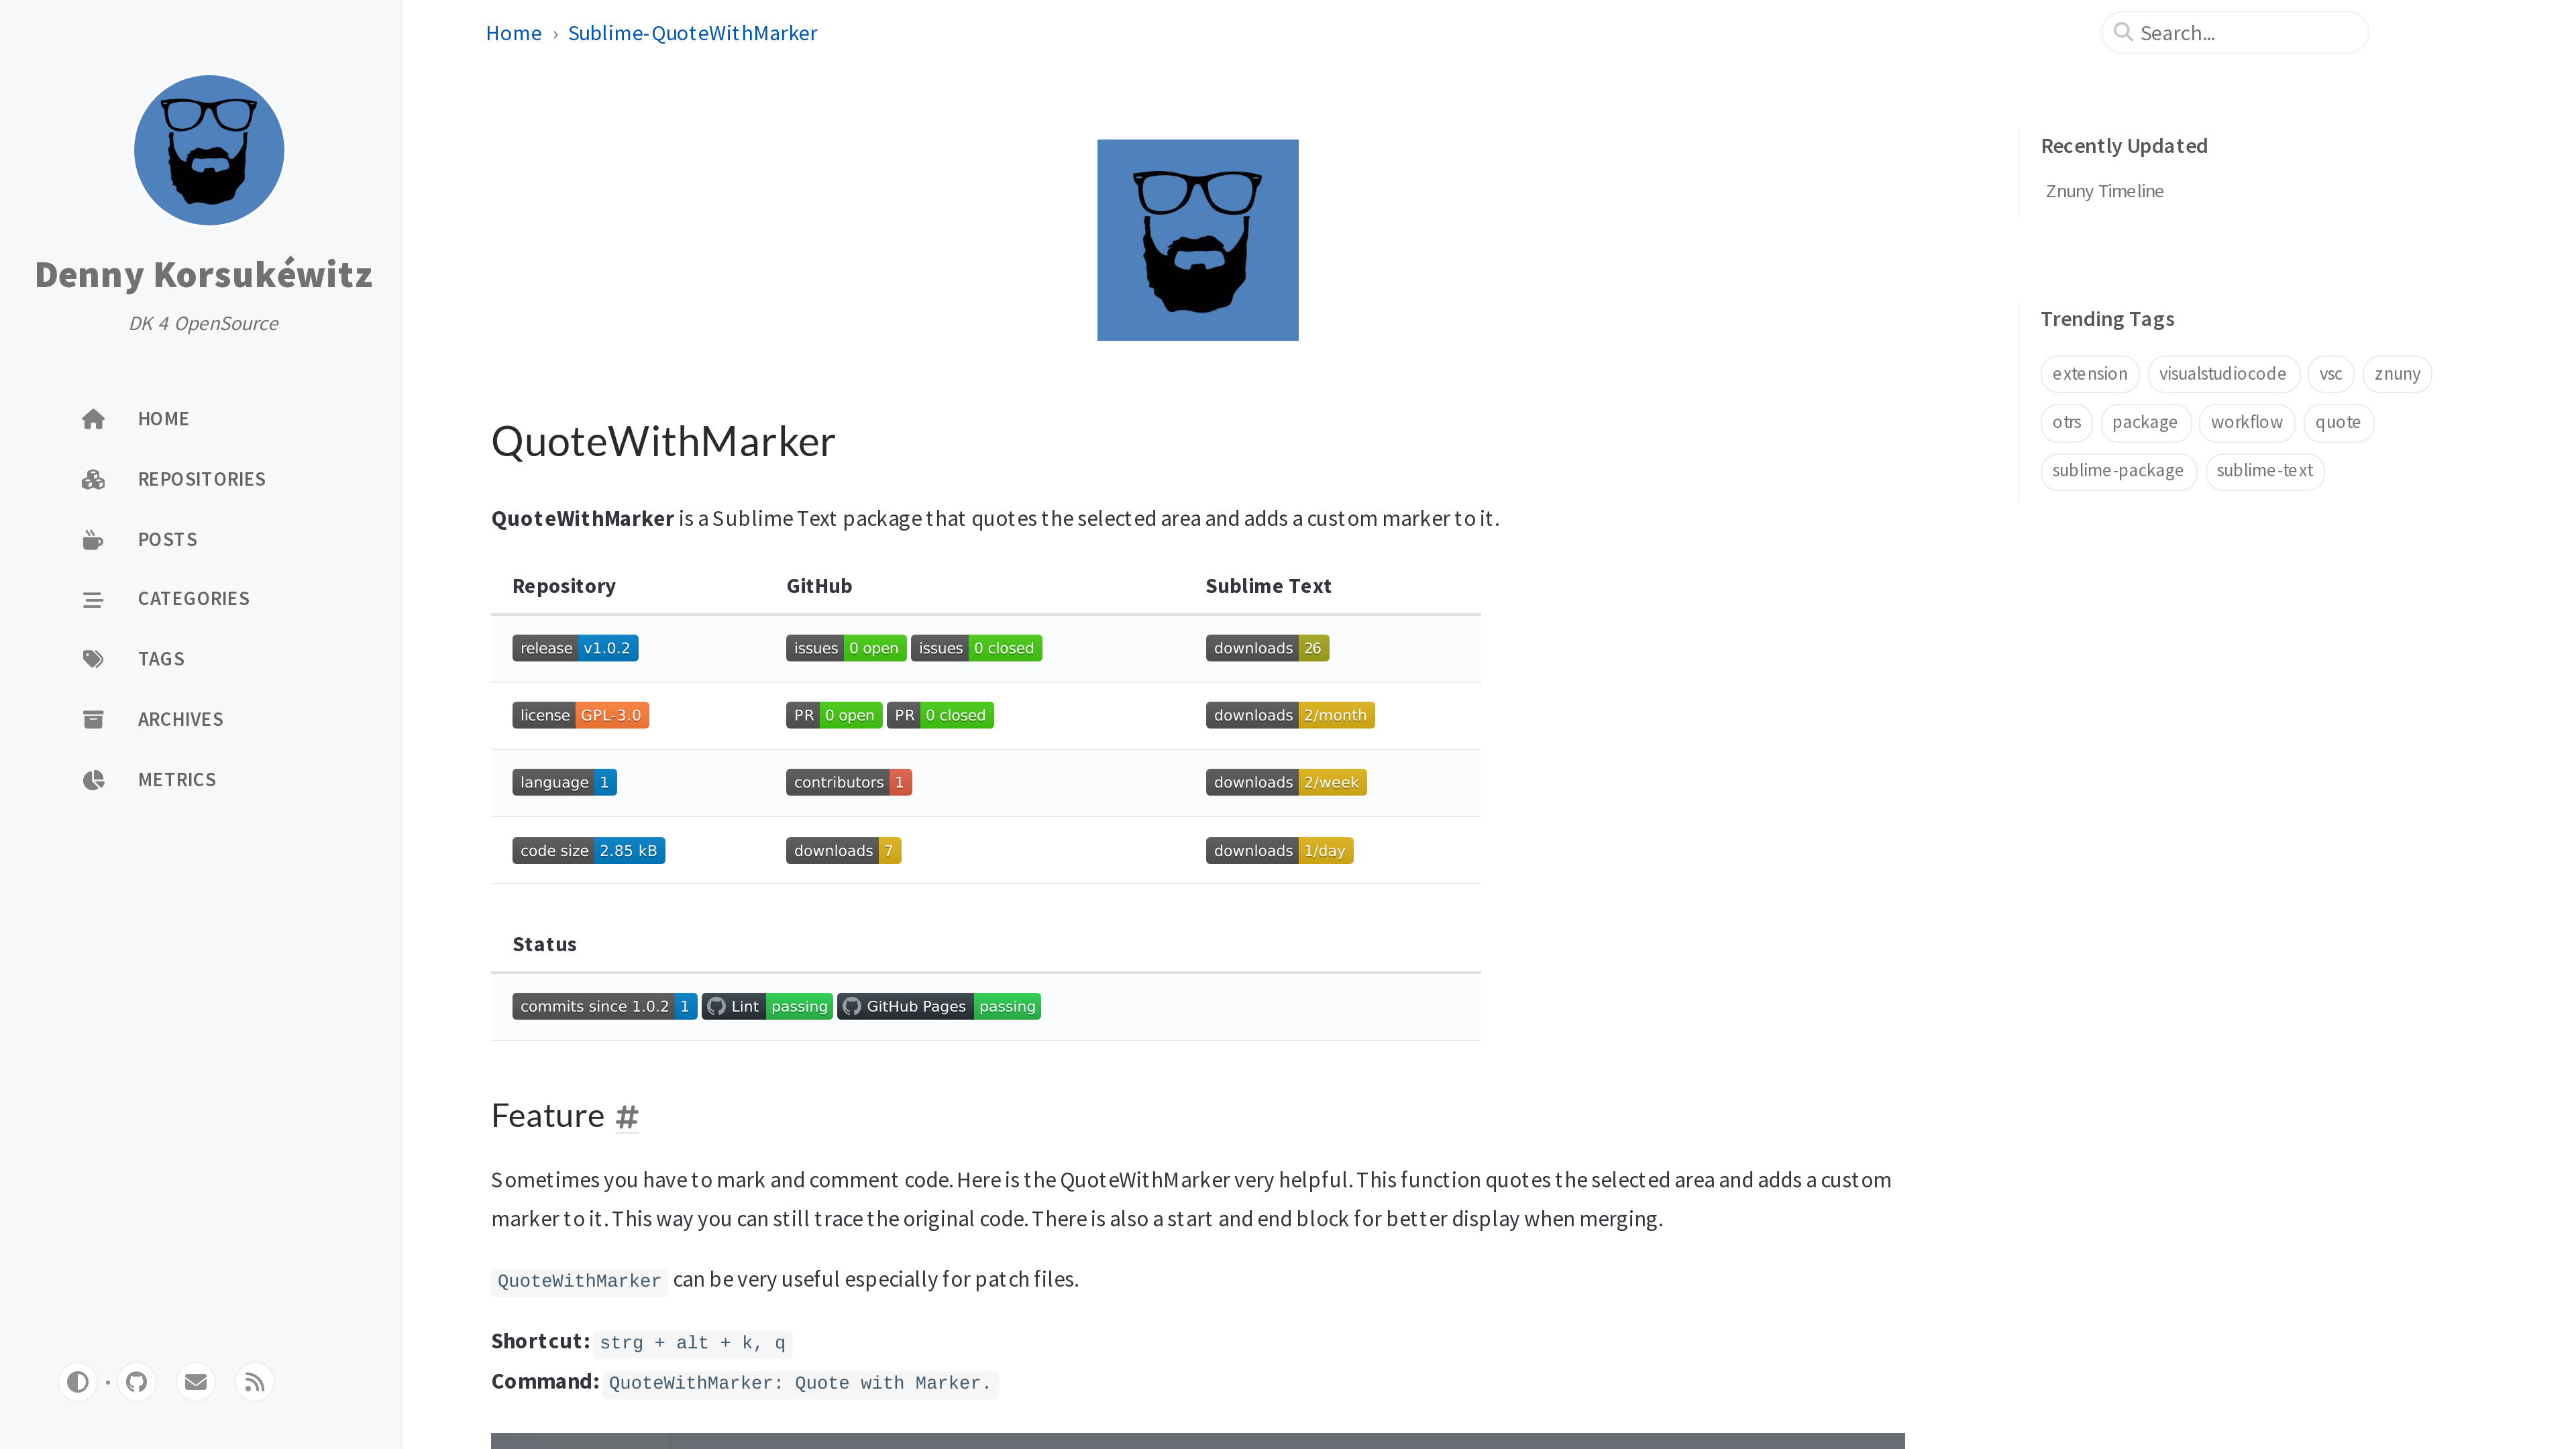 Denny Korsukéwitz
DK 4 OpenSource
HOME
REPOSITORIES
POSTS
CATEGORIES
TAGS
ARCHIVES
METRICS
Home › Sublime-QuoteWithMarker
Search...
QuoteWithMarker
QuoteWithMarker is a Sublime Text package that quotes the selected area and adds a custom marker to it.
Repository GitHub Sublime Text
release v1.0.2 issues 0 open issues 0 closed downloads 26
license GPL-3.0 PR 0 open PR 0 closed downloads 2/month
language 1 contributors 1 downloads 2/week
code size 2.85 kB downloads 7 downloads 1/day
Status
commits since 1.0.2 1 Lint passing GitHub Pages passing
Feature #
Sometimes you have to mark and comment code. Here is the QuoteWithMarker very helpful. This function quotes the selected area and adds a custom
marker to it. This way you can still trace the original code. There is also a start and end block for better display when merging.
QuoteWithMarker can be very useful especially for patch files.
Shortcut: strg + alt + k, q
Command: QuoteWithMarker: Quote with Marker.
Recently Updated
Znuny Timeline
Trending Tags
extension visualstudiocode vsc znuny
otrs package workflow quote
sublime-package sublime-text